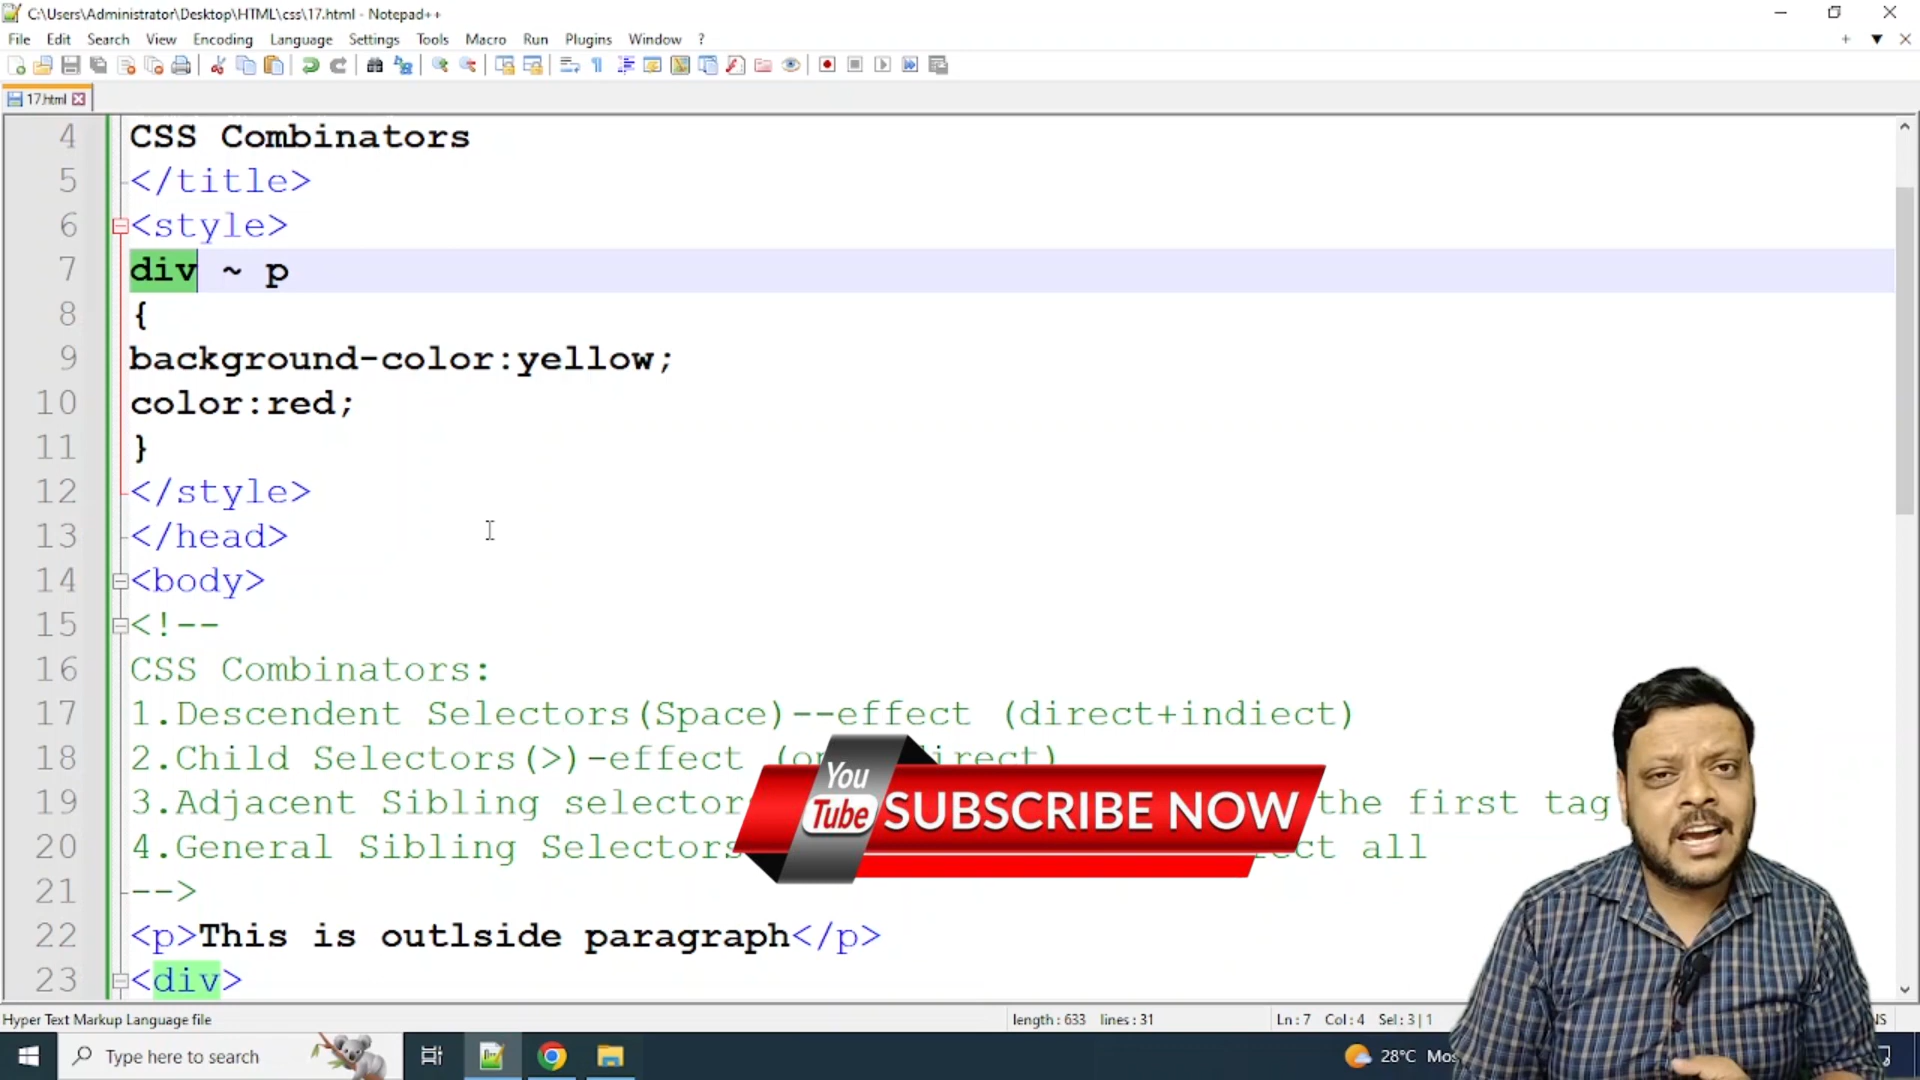 C:\Users\Administrator\Desktop\HTML\css\17.html - Notepad++
File Edit Search View Encoding Language Settings Tools Macro Run Plugins Window ?
17.html
4 CSS Combinators
5 </title>
6 <style>
7 div ~ p
8 {
9 background-color:yellow;
10 color:red;
11 }
12 </style>
13 </head>
14 <body>
15 <!--
16 CSS Combinators:
17 1.Descendent Selectors(Space)--effect (direct+indiect)
18 2.Child Selectors(>)-effect
19 3.Adjacent Sibling selector the first tag
20 4.General Sibling Selectors all
You Tube SUBSCRIBE NOW
21 -->
22 <p>This is outlside paragraph</p>
23 <div>
Hyper Text Markup Language file length : 633 lines : 31 Ln : 7 Col : 4 Sel : 3 | 1
Type here to search 28°C